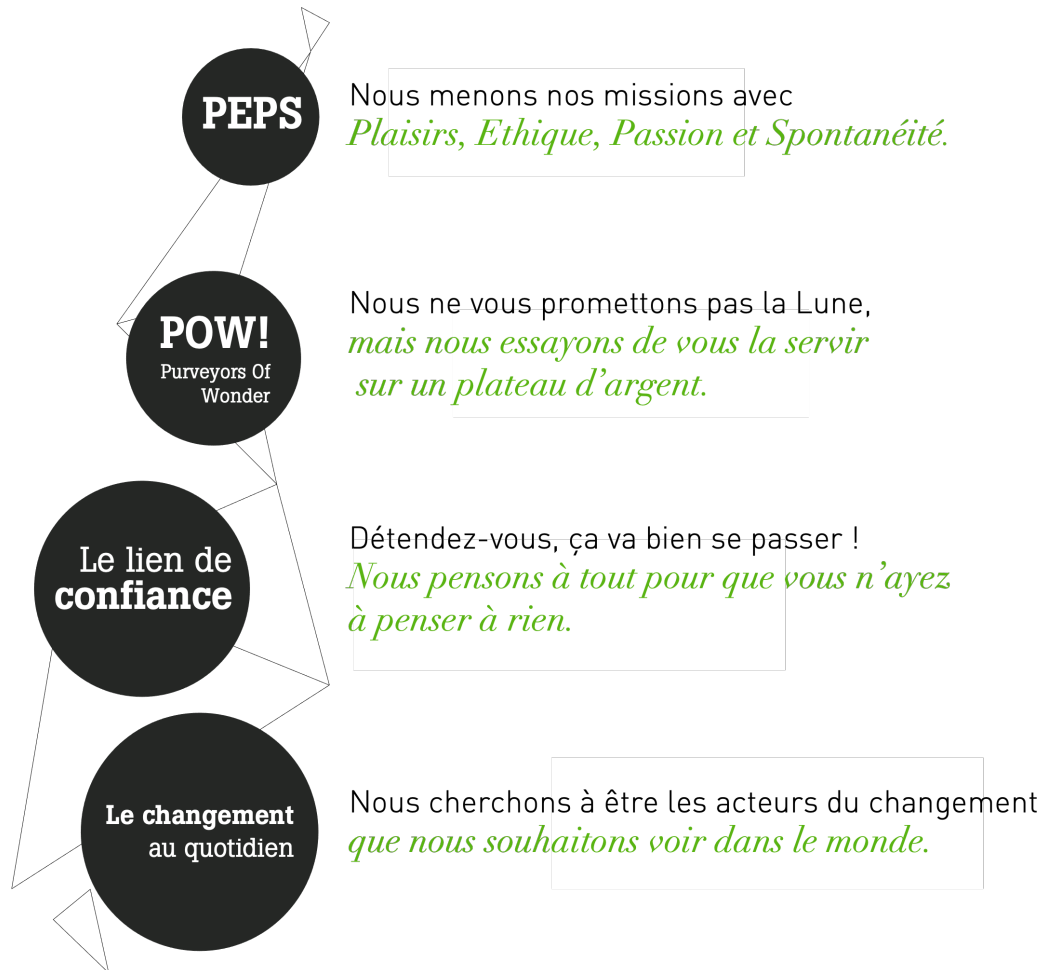 PEPS
Nous menons nos missions avec
Plaisirs, Ethique, Passion et Spontanéité.
POW!
Purveyors Of
Wonder
Nous ne vous promettons pas la Lune,
mais nous essayons de vous la servir
sur un plateau d’argent.
Le lien de
confiance
Détendez-vous, ça va bien se passer !
Nous pensons à tout pour que vous n’ayez
à penser à rien.
Le changement
au quotidien
Nous cherchons à être les acteurs du changement
que nous souhaitons voir dans le monde.